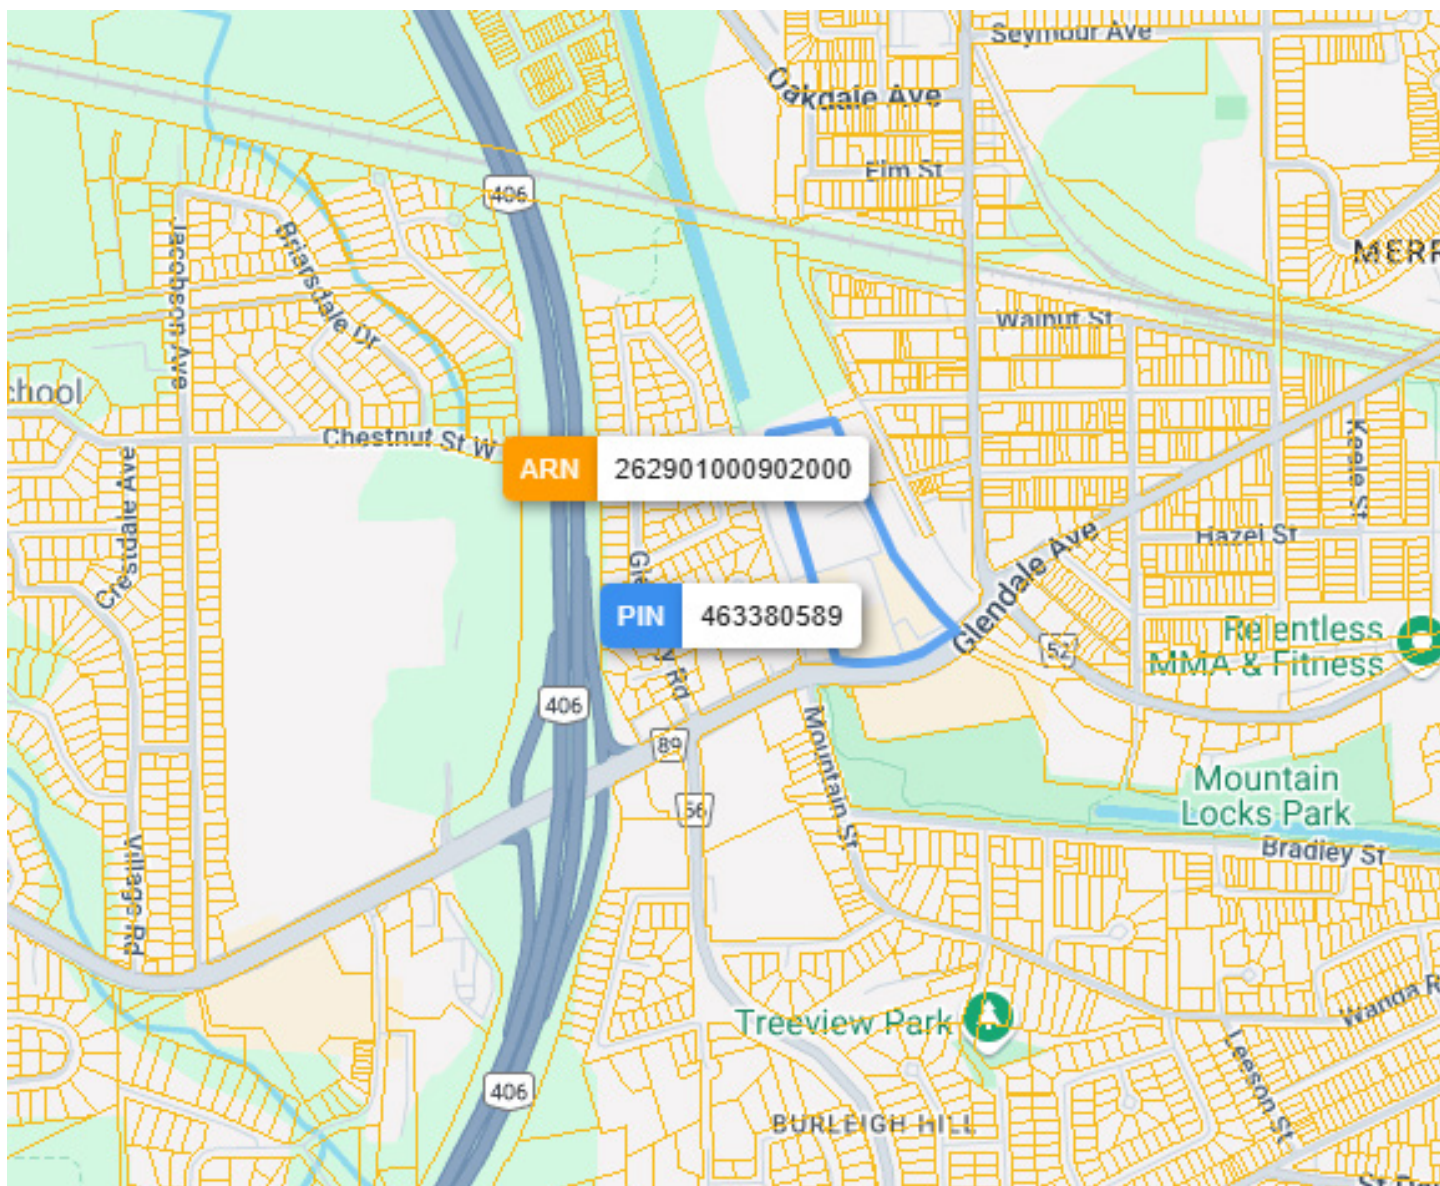 Seymour Ave
Oakdale Ave
Elm St
406
Jacobson Ave
Briarsdale Dr
MERR
Walnut St
chool
Chestnut St W
ARN 262901000902000
Keele St
Crestdale Ave
Hazel St
Glendale Ave
PIN 463380589
Rd
52
Relentless
MMA & Fitness
406
89
Mountain St
56
Mountain
Locks Park
Bradley St
Village Rd
Treeview Park
Wanda R
Leeson St
406
BURLEIGH HILL